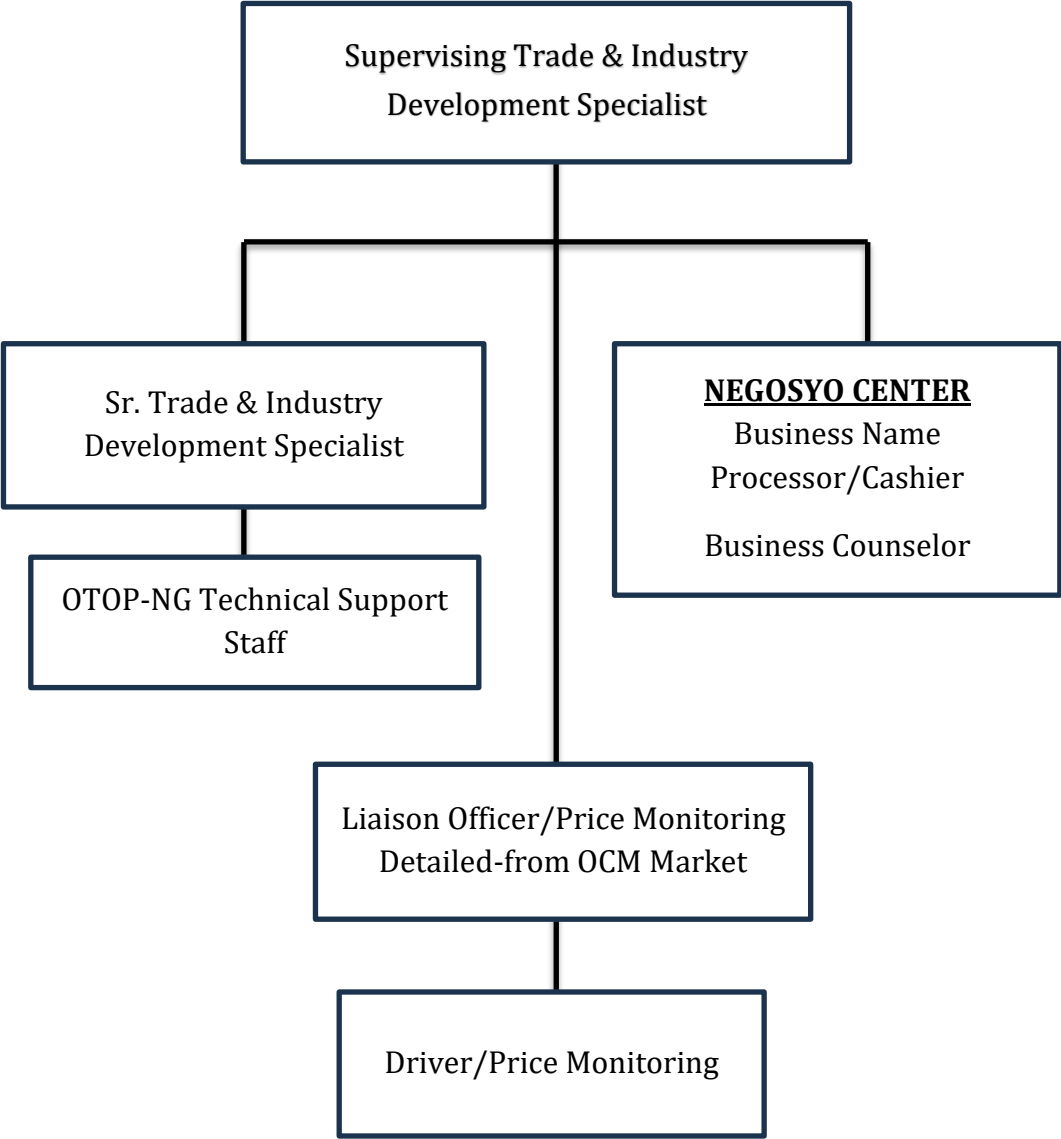 Supervising Trade & Industry
Development Specialist
Sr. Trade & Industry
Development Specialist
OTOP-NG Technical Support
Staff
NEGOSYO CENTER
Business Name
Processor/Cashier
Business Counselor
Liaison Officer/Price Monitoring
Detailed-from OCM Market
Driver/Price Monitoring